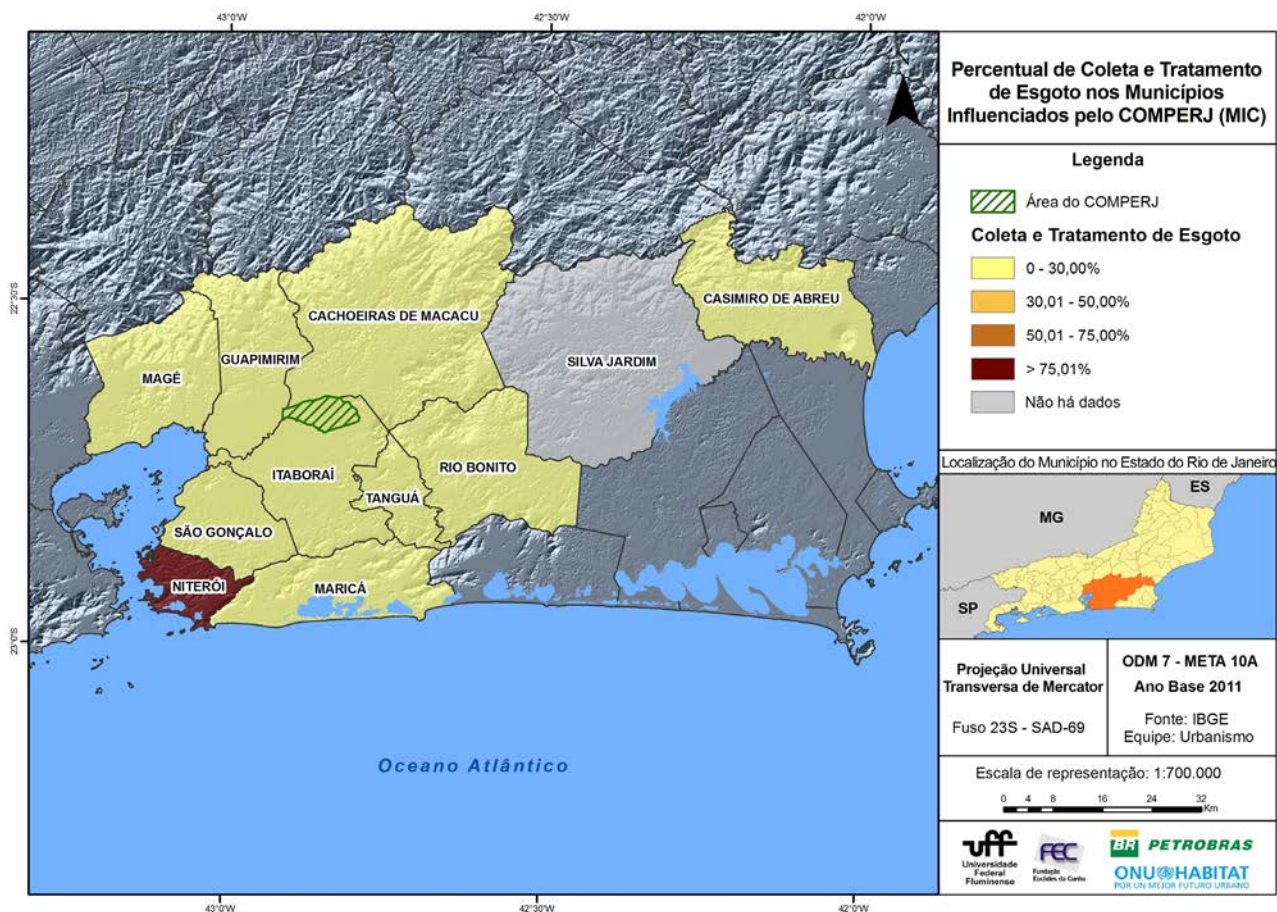 43°0'W
42°30'W
42°0'W
22°30'S
23°0'S
MAGÉ
GUAPIMIRIM
CACHOEIRAS DE MACACU
SILVA JARDIM
CASIMIRO DE ABREU
ITABORAÍ
TANGUÁ
RIO BONITO
SÃO GONÇALO
NITERÓI
MARICÁ
Oceano Atlântico
43°0'W
42°30'W
42°0'W
Percentual de Coleta e Tratamento
de Esgoto nos Municípios
Influenciados pelo COMPERJ (MIC)
Legenda
Área do COMPERJ
Coleta e Tratamento de Esgoto
0 - 30,00%
30,01 - 50,00%
50,01 - 75,00%
> 75,01%
Não há dados
Localização do Município no Estado do Rio de Janeiro
ES
MG
SP
Projeção Universal
Transversa de Mercator
Fuso 23S - SAD-69
ODM 7 - META 10A
Ano Base 2011
Fonte: IBGE
Equipe: Urbanismo
Escala de representação: 1:700.000
0 4 8 16 24 32
Km
uff
Universidade
Federal
Fluminense
FEC
Fundação
Euclides da Cunha
BR PETROBRAS
ONU HABITAT
POR UN MEJOR FUTURO URBANO